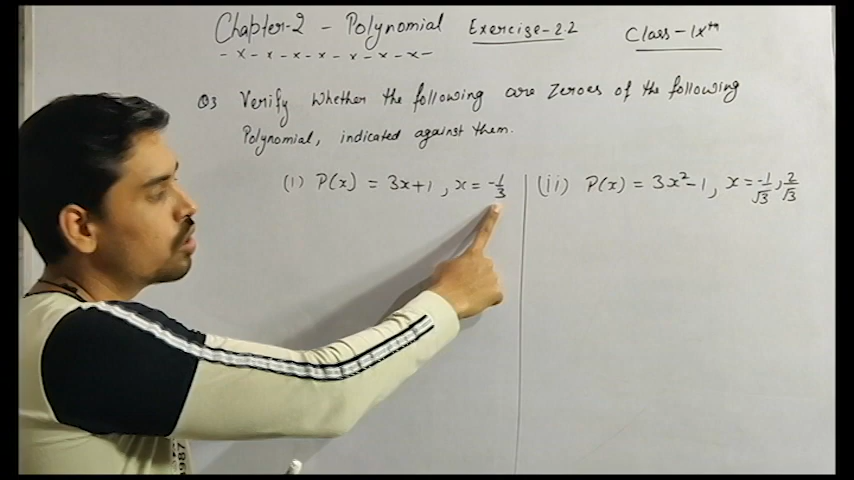 Chapter-2 - Polynomial Exercise-2.2 Class-IXth
-x-x-x-x-x-x-x-
Q3 Verify Whether the following are Zeroes of the following
Polynomial, indicated against them.
(i) P(x) = 3x+1, x = -1/3
(ii) P(x) = 3x²-1, x = -1/√3, 2/√3
987